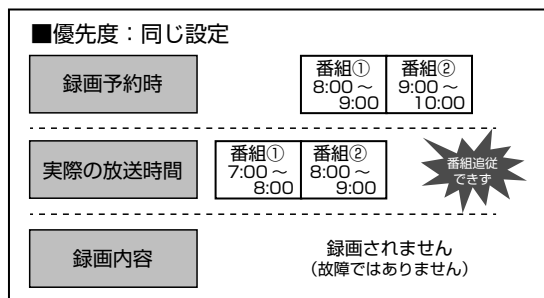 ■優先度：同じ設定
録画予約時
番組① 番組②
8:00～ 9:00～
9:00 10:00
実際の放送時間
番組① 番組②
7:00～ 8:00～
8:00 9:00
番組追従
できず
録画内容
録画されません
（故障ではありません）